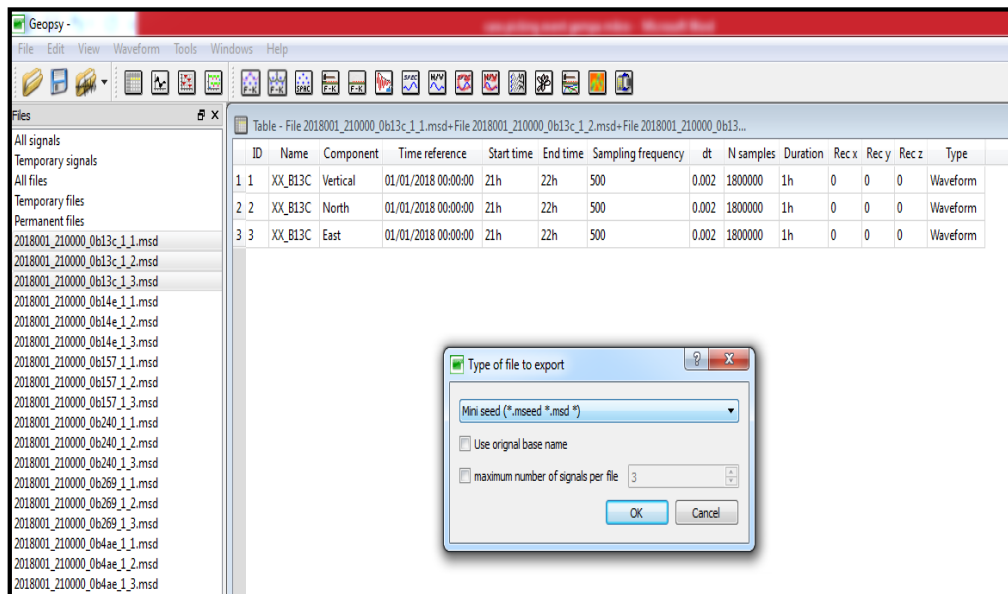 Geopsy -
File Edit View Waveform Tools Windows Help
F-K F-K SPAC F-K F-K SPEC H/V
Files
All signals
Temporary signals
All files
Temporary files
Permanent files
2018001_210000_0b13c_1_1.msd
2018001_210000_0b13c_1_2.msd
2018001_210000_0b13c_1_3.msd
2018001_210000_0b14e_1_1.msd
2018001_210000_0b14e_1_2.msd
2018001_210000_0b14e_1_3.msd
2018001_210000_0b157_1_1.msd
2018001_210000_0b157_1_2.msd
2018001_210000_0b157_1_3.msd
2018001_210000_0b240_1_1.msd
2018001_210000_0b240_1_2.msd
2018001_210000_0b240_1_3.msd
2018001_210000_0b269_1_1.msd
2018001_210000_0b269_1_2.msd
2018001_210000_0b269_1_3.msd
2018001_210000_0b4ae_1_1.msd
2018001_210000_0b4ae_1_2.msd
2018001_210000_0b4ae_1_3.msd
Table - File 2018001_210000_0b13c_1_1.msd+File 2018001_210000_0b13c_1_2.msd+File 2018001_210000_0b13...
ID Name Component Time reference Start time End time Sampling frequency dt N samples Duration Rec x Rec y Rec z Type
1 1 XX_B13C Vertical 01/01/2018 00:00:00 21h 22h 500 0.002 1800000 1h 0 0 0 Waveform
2 2 XX_B13C North 01/01/2018 00:00:00 21h 22h 500 0.002 1800000 1h 0 0 0 Waveform
3 3 XX_B13C East 01/01/2018 00:00:00 21h 22h 500 0.002 1800000 1h 0 0 0 Waveform
Type of file to export
Mini seed (*.mseed *.msd *)
Use orignal base name
maximum number of signals per file 3
OK Cancel